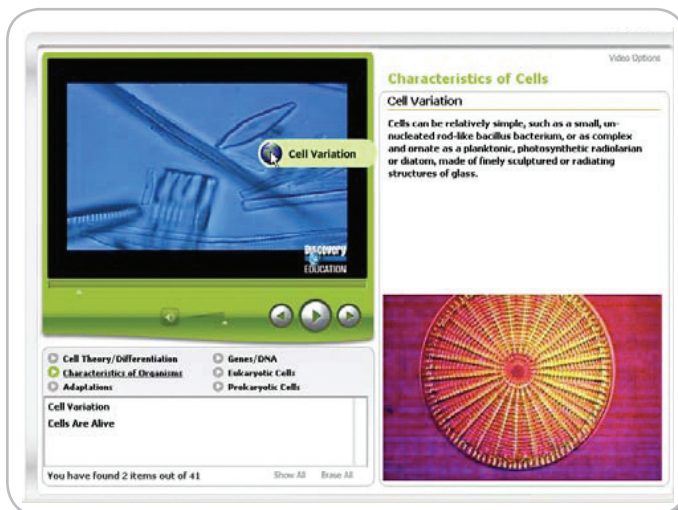 Video Options
Characteristics of Cells
Cell Variation
Cells can be relatively simple, such as a small, un-
nucleated rod-like bacillus bacterium, or as complex
and ornate as a planktonic, photosynthetic radiolarian
or diatom, made of finely sculptured or radiating
structures of glass.
Cell Variation
Discovery
EDUCATION
Cell Theory/Differentiation
Characteristics of Organisms
Adaptations
Genes/DNA
Eukaryotic Cells
Prokaryotic Cells
Cell Variation
Cells Are Alive
You have found 2 items out of 41
Show All
Erase All